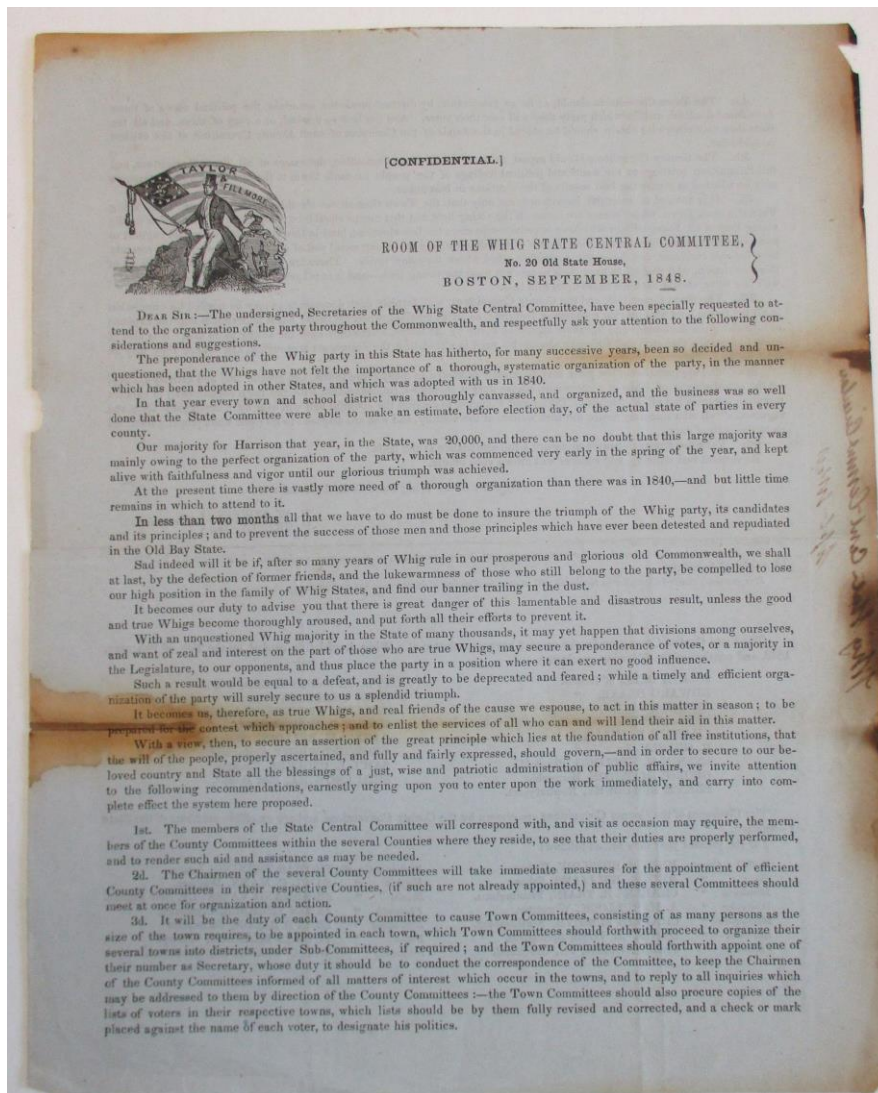 TAYLOR
&
FILLMORE
[CONFIDENTIAL.]
ROOM OF THE WHIG STATE CENTRAL COMMITTEE,
No. 20 Old State House,
BOSTON, SEPTEMBER, 1848.
DEAR SIR:—The undersigned, Secretaries of the Whig State Central Committee, have been specially requested to at-
tend to the organization of the party throughout the Commonwealth, and respectfully ask your attention to the following con-
siderations and suggestions.
The preponderance of the Whig party in this State has hitherto, for many successive years, been so decided and un-
questioned, that the Whigs have not felt the importance of a thorough, systematic organization of the party, in the manner
which has been adopted in other States, and which was adopted with us in 1840.
In that year every town and school district was thoroughly canvassed, and organized, and the business was so well
done that the State Committee were able to make an estimate, before election day, of the actual state of parties in every
county.
Our majority for Harrison that year, in the State, was 20,000, and there can be no doubt that this large majority was
mainly owing to the perfect organization of the party, which was commenced very early in the spring of the year, and kept
alive with faithfulness and vigor until our glorious triumph was achieved.
At the present time there is vastly more need of a thorough organization than there was in 1840,—and but little time
remains in which to attend to it.
In less than two months all that we have to do must be done to insure the triumph of the Whig party, its candidates
and its principles; and to prevent the success of those men and those principles which have ever been detested and repudiated
in the Old Bay State.
Sad indeed will it be if, after so many years of Whig rule in our prosperous and glorious old Commonwealth, we shall
at last, by the defection of former friends, and the lukewarmness of those who still belong to the party, be compelled to lose
our high position in the family of Whig States, and find our banner trailing in the dust.
It becomes our duty to advise you that there is great danger of this lamentable and disastrous result, unless the good
and true Whigs become thoroughly aroused, and put forth all their efforts to prevent it.
With an unquestioned Whig majority in the State of many thousands, it may yet happen that divisions among ourselves,
and want of zeal and interest on the part of those who are true Whigs, may secure a preponderance of votes, or a majority in
the Legislature, to our opponents, and thus place the party in a position where it can exert no good influence.
Such a result would be equal to a defeat, and is greatly to be deprecated and feared; while a timely and efficient orga-
nization of the party will surely secure to us a splendid triumph.
It becomes us, therefore, as true Whigs, and real friends of the cause we espouse, to act in this matter in season; to be
prepared for the contest which approaches; and to enlist the services of all who can and will lend their aid in this matter.
With a view, then, to secure an assertion of the great principle which lies at the foundation of all free institutions, that
the will of the people, properly ascertained, and fully and fairly expressed, should govern,—and in order to secure to our be-
loved country and State all the blessings of a just, wise and patriotic administration of public affairs, we invite attention
to the following recommendations, earnestly urging upon you to enter upon the work immediately, and carry into com-
plete effect the system here proposed.
1st. The members of the State Central Committee will correspond with, and visit as occasion may require, the mem-
bers of the County Committees within the several Counties where they reside, to see that their duties are properly performed,
and to render such aid and assistance as may be needed.
2d. The Chairmen of the several County Committees will take immediate measures for the appointment of efficient
County Committees in their respective Counties, (if such are not already appointed,) and these several Committees should
meet at once for organization and action.
3d. It will be the duty of each County Committee to cause Town Committees, consisting of as many persons as the
size of the town requires, to be appointed in each town, which Town Committees should forthwith proceed to organize their
several towns into districts, under Sub-Committees, if required; and the Town Committees should forthwith appoint one of
their number as Secretary, whose duty it should be to conduct the correspondence of the Committee, to keep the Chairmen
of the County Committees informed of all matters of interest which occur in the towns, and to reply to all inquiries which
may be addressed to them by direction of the County Committees:—the Town Committees should also procure copies of the
lists of voters in their respective towns, which lists should be by them fully revised and corrected, and a check or mark
placed against the name of each voter, to designate his politics.